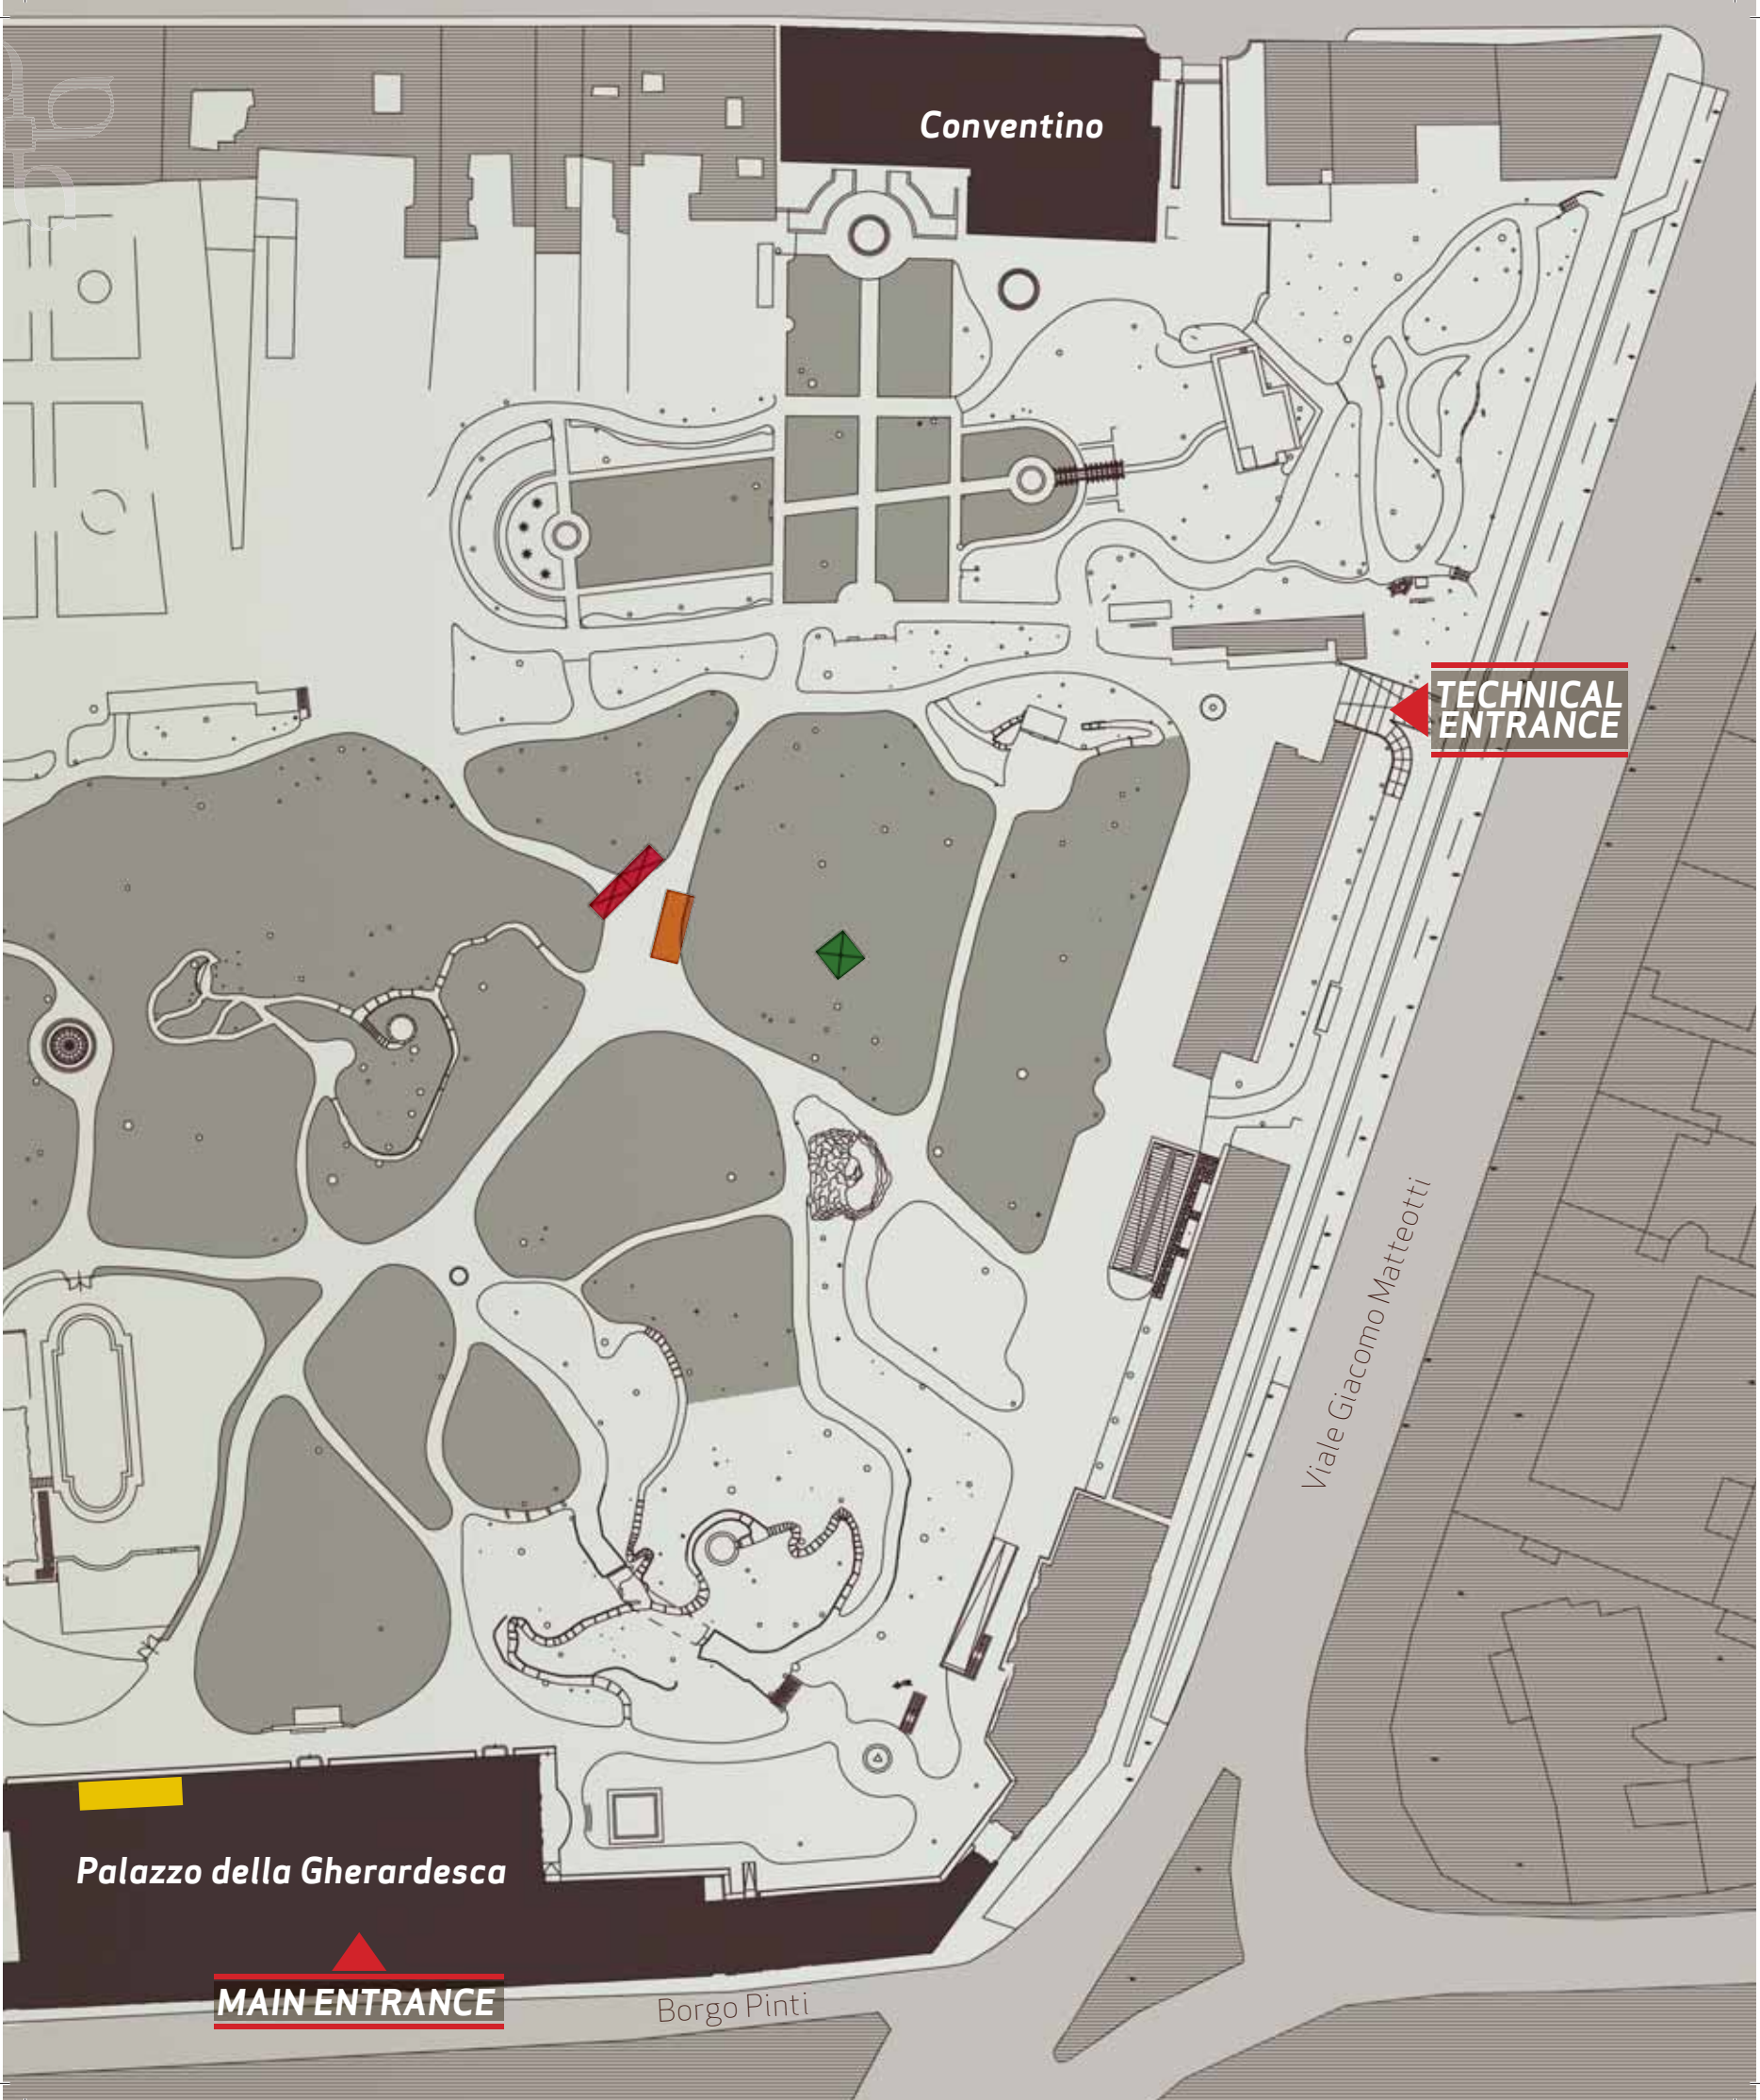 Conventino
TECHNICAL
ENTRANCE
Viale Giacomo Matteotti
Palazzo della Gherardesca
MAIN ENTRANCE
Borgo Pinti